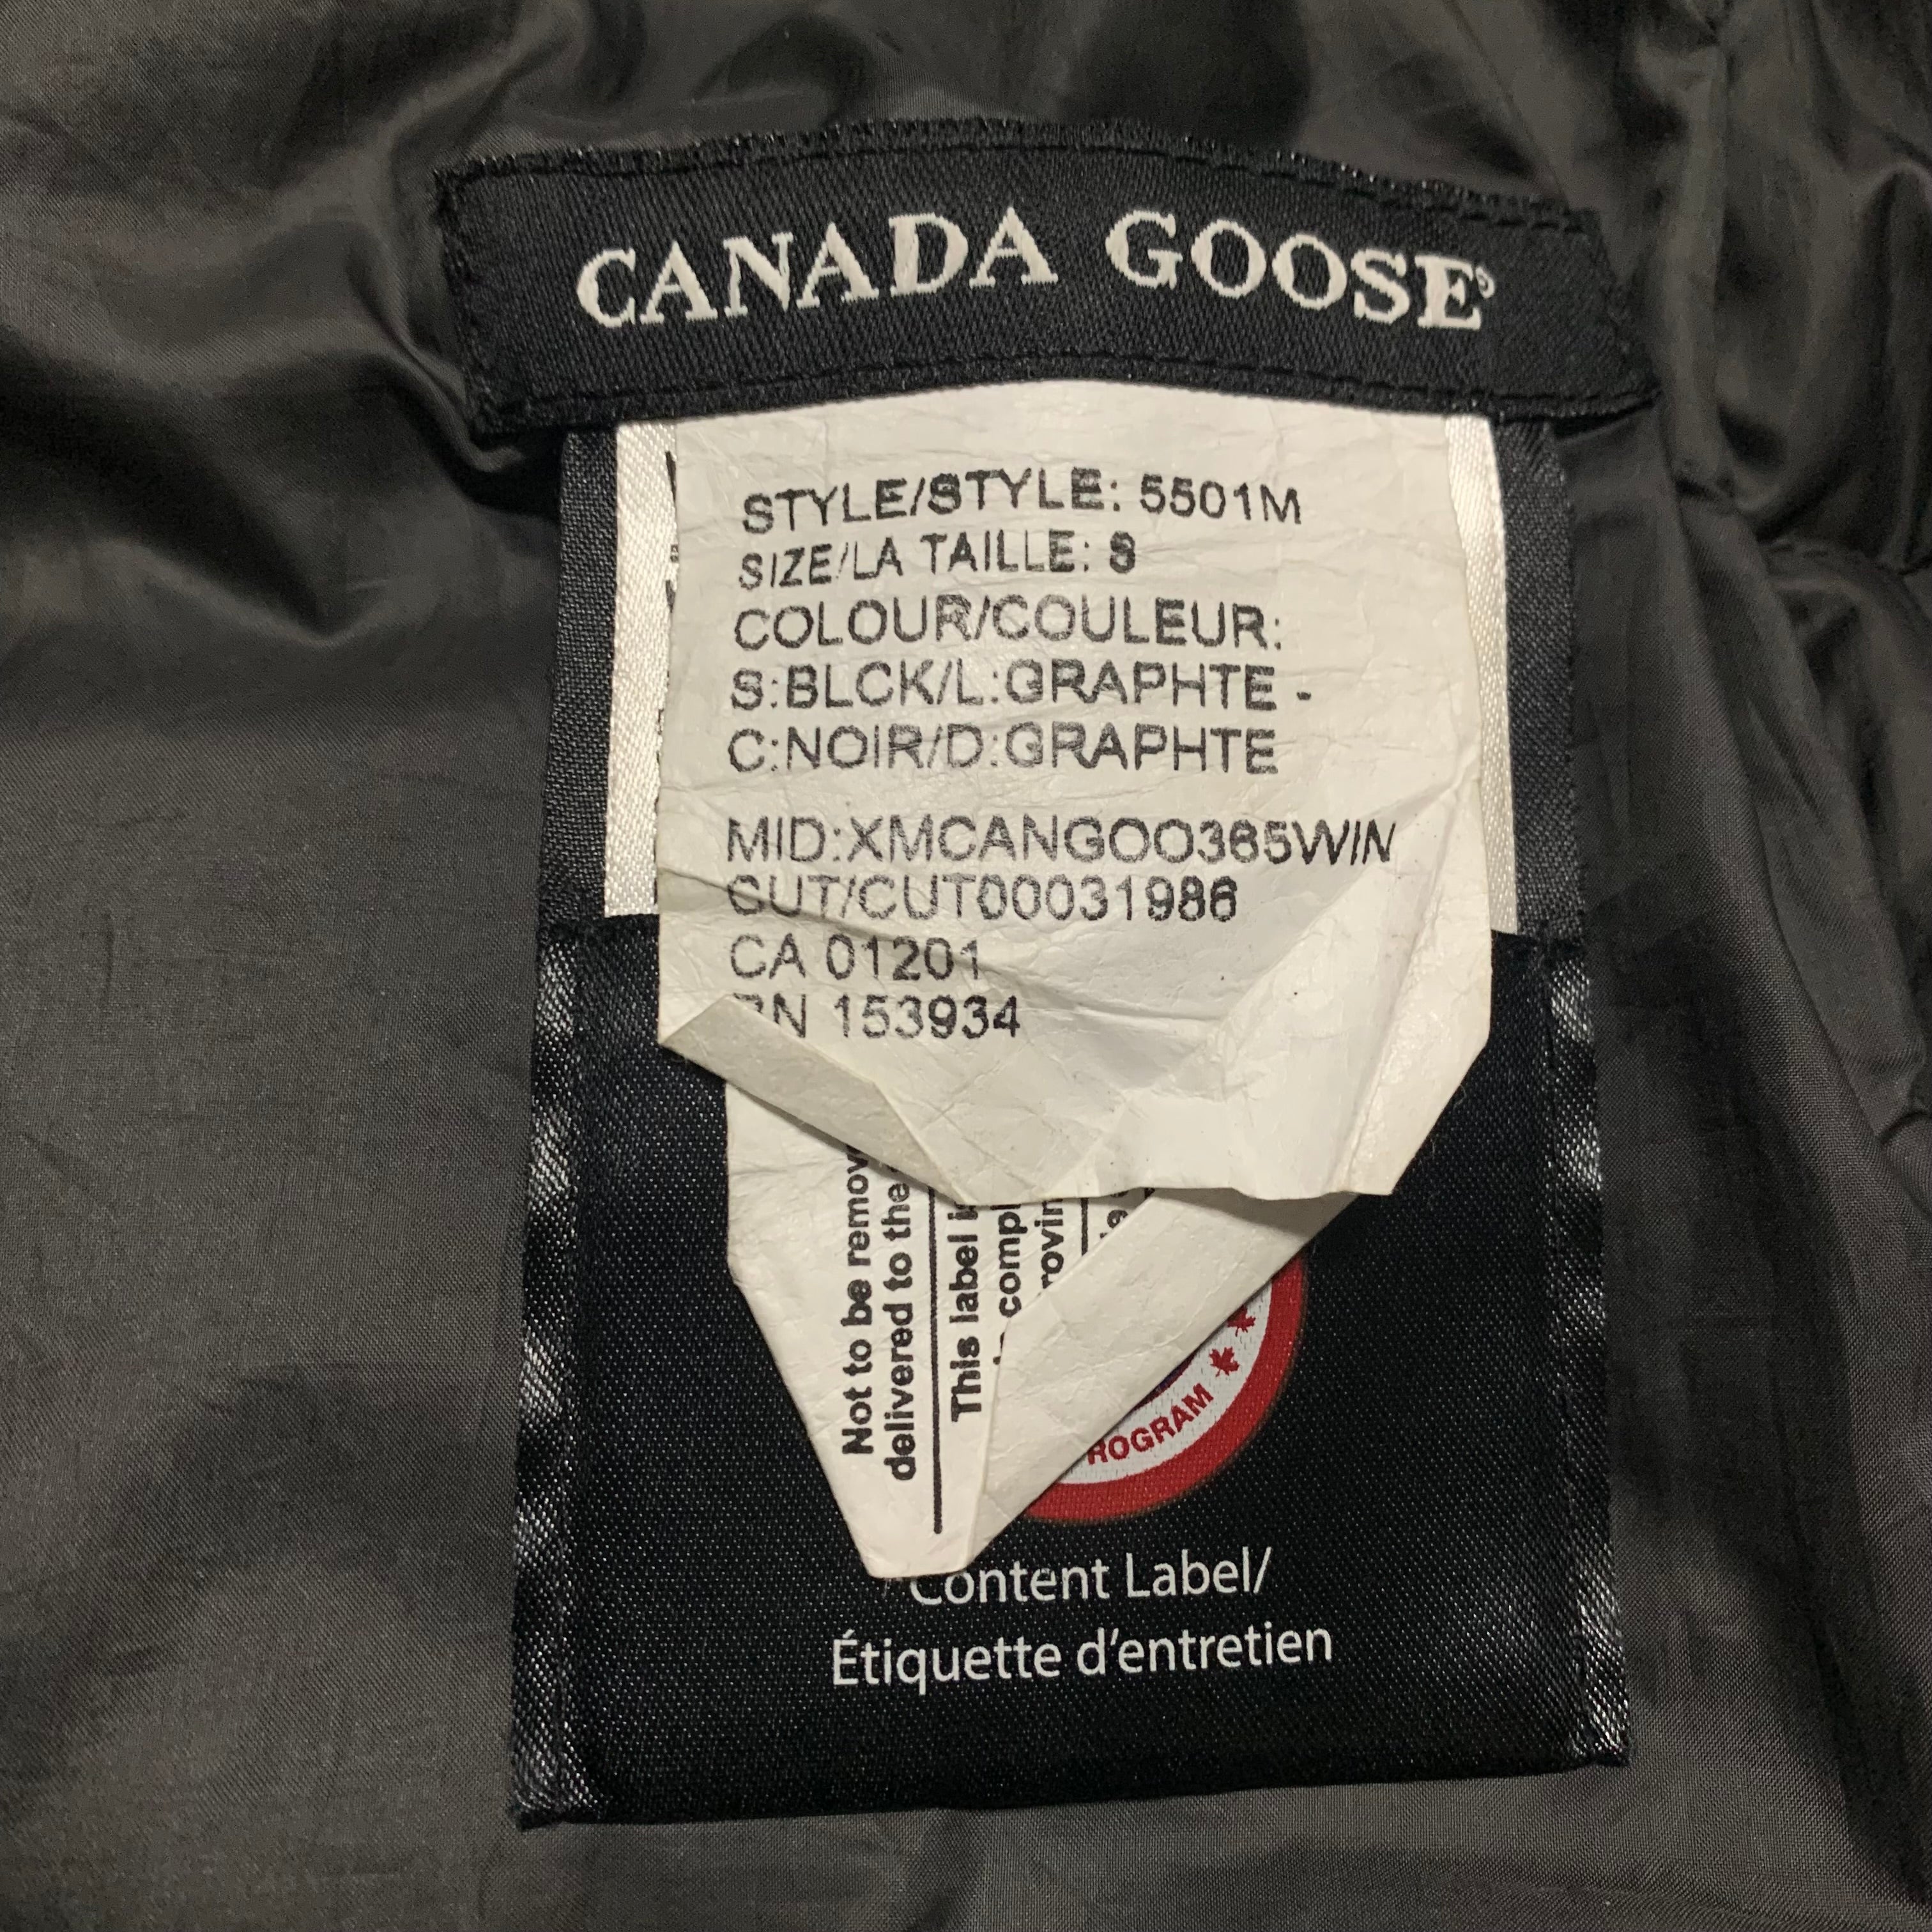 CANADA GOOSE®
STYLE/STYLE: 5501M
SIZE/LA TAILLE: S
COLOUR/COULEUR:
S:BLCK/L:GRAPHTE -
C:NOIR/D:GRAPHTE
MID:XMCANGOO365WIN
CUT/CUT00031986
CA 01201
RN 153934
Not to be remov
delivered to the
This label i
compl
rovin
ROGRAM
Content Label/
Étiquette d'entretien